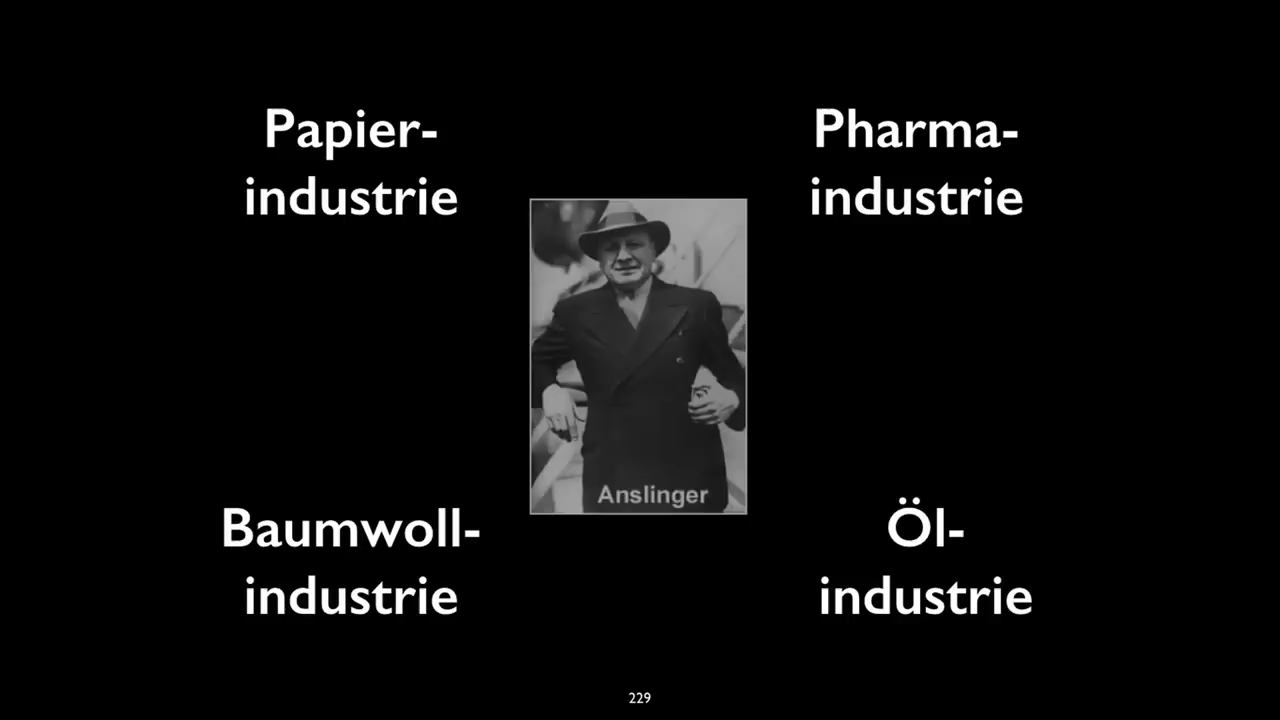 Papier-
industrie
Pharma-
industrie
Anslinger
Baumwoll-
industrie
Öl-
industrie
229